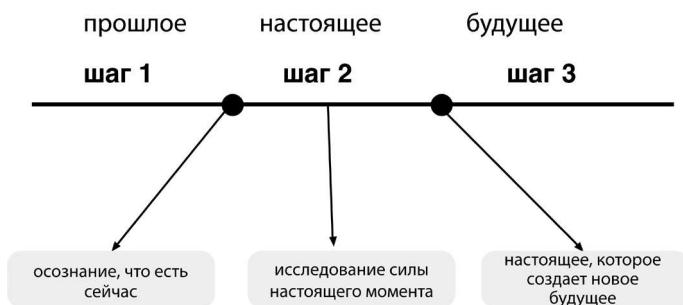 прошлое настоящее будущее
шаг 1 шаг 2 шаг 3
осознание, что есть
сейчас
исследование силы
настоящего момента
настоящее, которое
создает новое
будущее